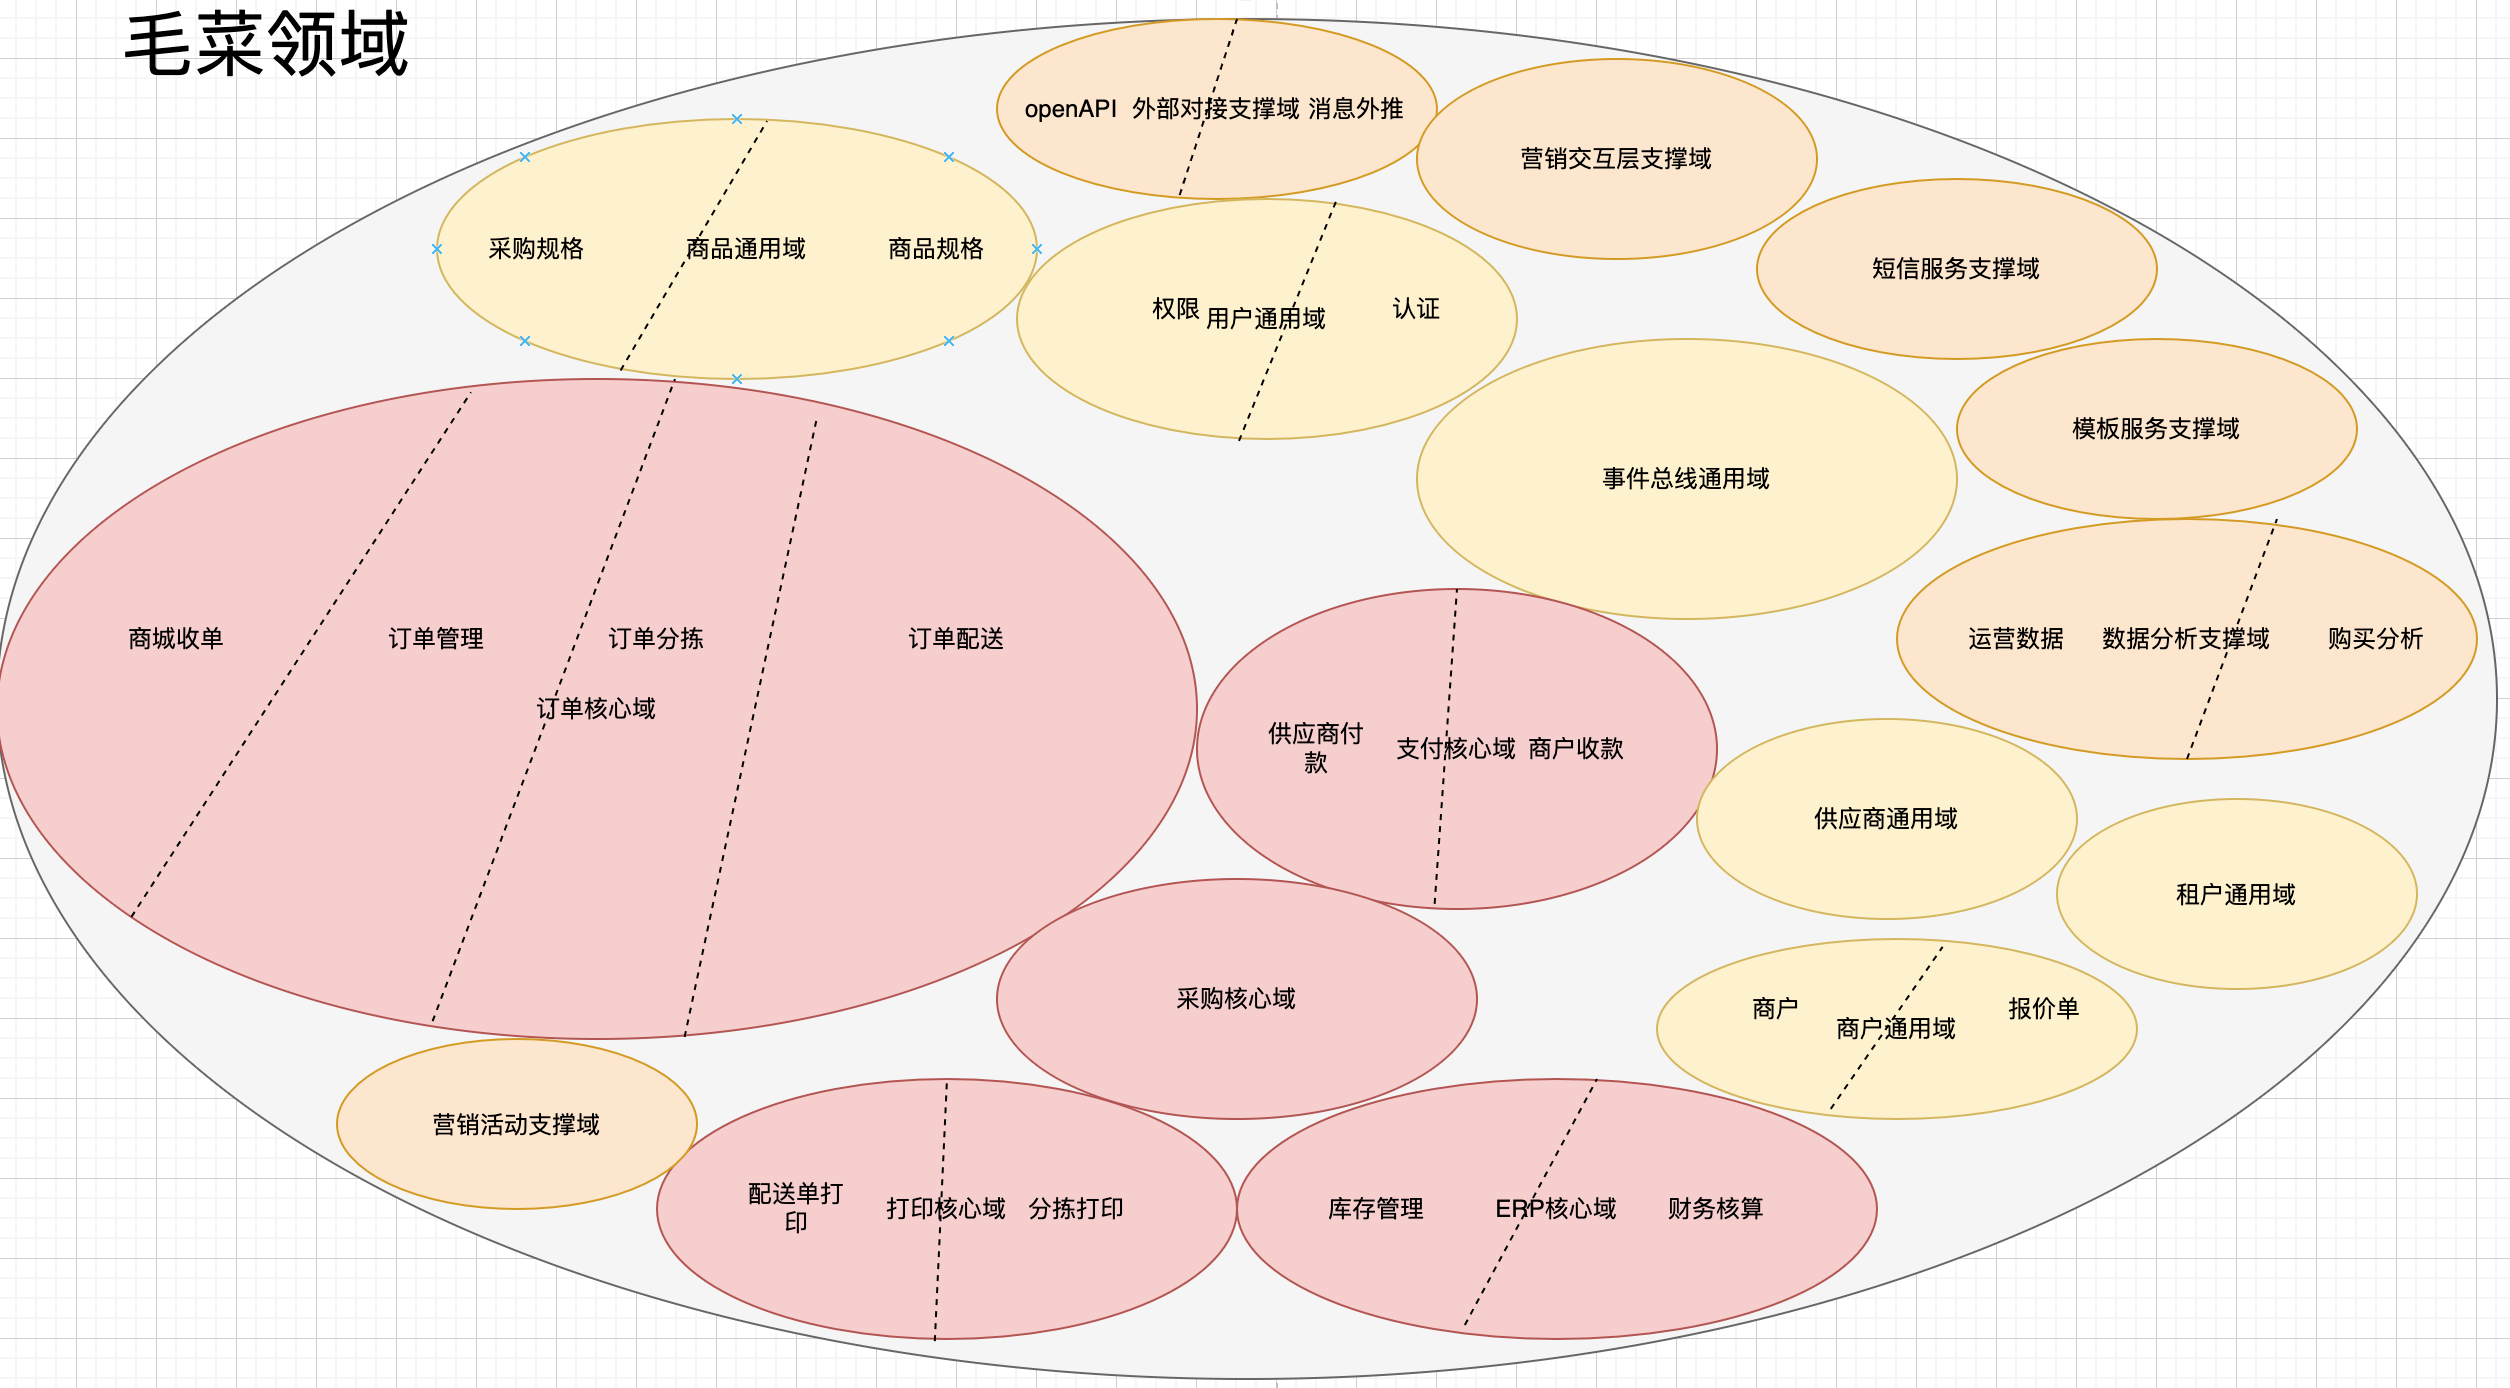 毛菜领域
openAPI 外部对接支撑域 消息外推
营销交互层支撑域
采购规格 商品通用域 商品规格
短信服务支撑域
权限 用户通用域 认证
模板服务支撑域
事件总线通用域
商城收单 订单管理 订单分拣 订单配送
订单核心域
运营数据 数据分析支撑域 购买分析
供应商付
款
支付核心域 商户收款
供应商通用域
租户通用域
采购核心域
商户 商户通用域 报价单
营销活动支撑域
配送单打
印
打印核心域 分拣打印
库存管理 ERP核心域 财务核算